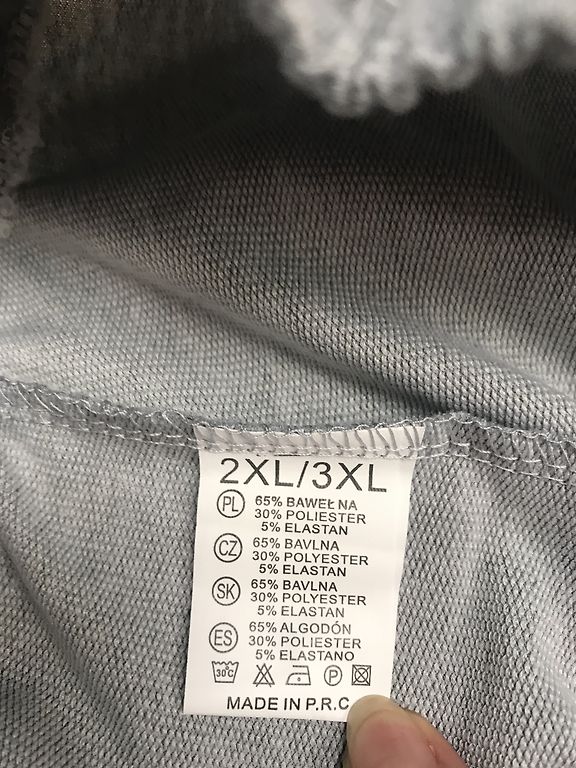 2XL/3XL
PL 65% BAWEŁNA
30% POLIESTER
5% ELASTAN
CZ 65% BAVLNA
30% POLYESTER
5% ELASTAN
SK 65% BAVLNA
30% POLYESTER
5% ELASTAN
ES 65% ALGODÓN
30% POLIESTER
5% ELASTANO
30°C P
MADE IN P.R.C